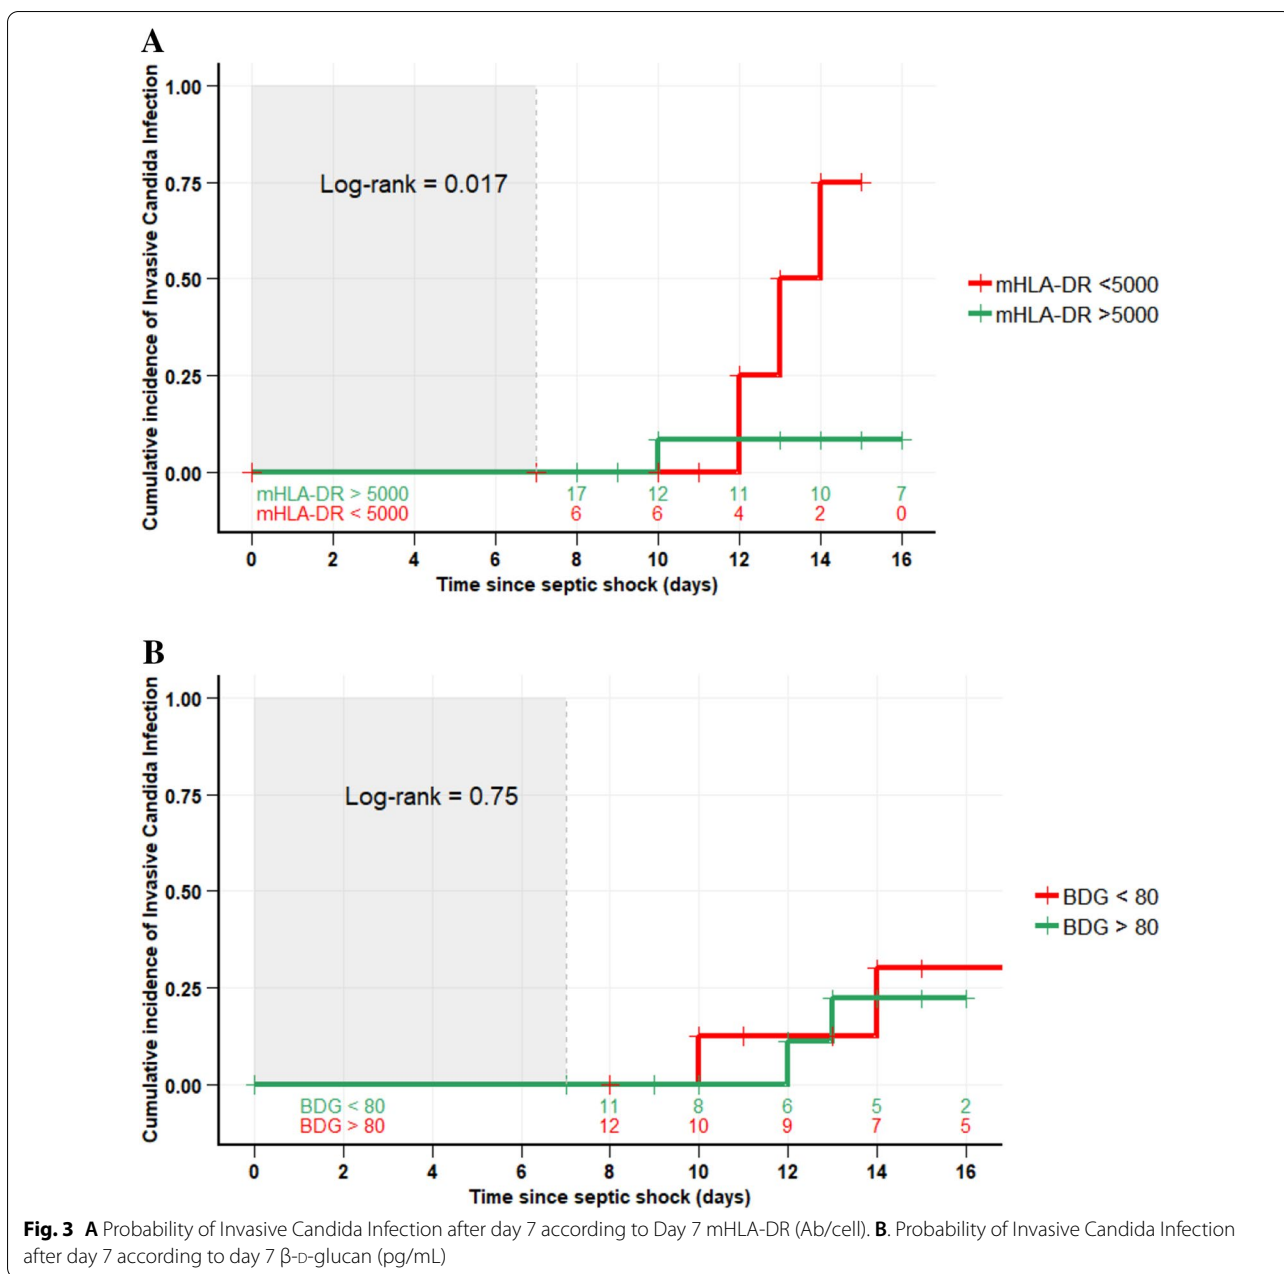 A
Cumulative incidence of Invasive Candida Infection
1.00
0.75
0.50
0.25
0.00
Log-rank = 0.017
mHLA-DR <5000
mHLA-DR >5000
mHLA-DR > 5000 17 12 11 10 7
mHLA-DR < 5000 6 6 4 2 0
0 2 4 6 8 10 12 14 16
Time since septic shock (days)
B
Cumulative incidence of Invasive Candida Infection
1.00
0.75
0.50
0.25
0.00
Log-rank = 0.75
BDG < 80
BDG > 80
BDG < 80 11 8 6 5 2
BDG > 80 12 10 9 7 5
0 2 4 6 8 10 12 14 16
Time since septic shock (days)
Fig. 3 A Probability of Invasive Candida Infection after day 7 according to Day 7 mHLA-DR (Ab/cell). B. Probability of Invasive Candida Infection
after day 7 according to day 7 β-D-glucan (pg/mL)